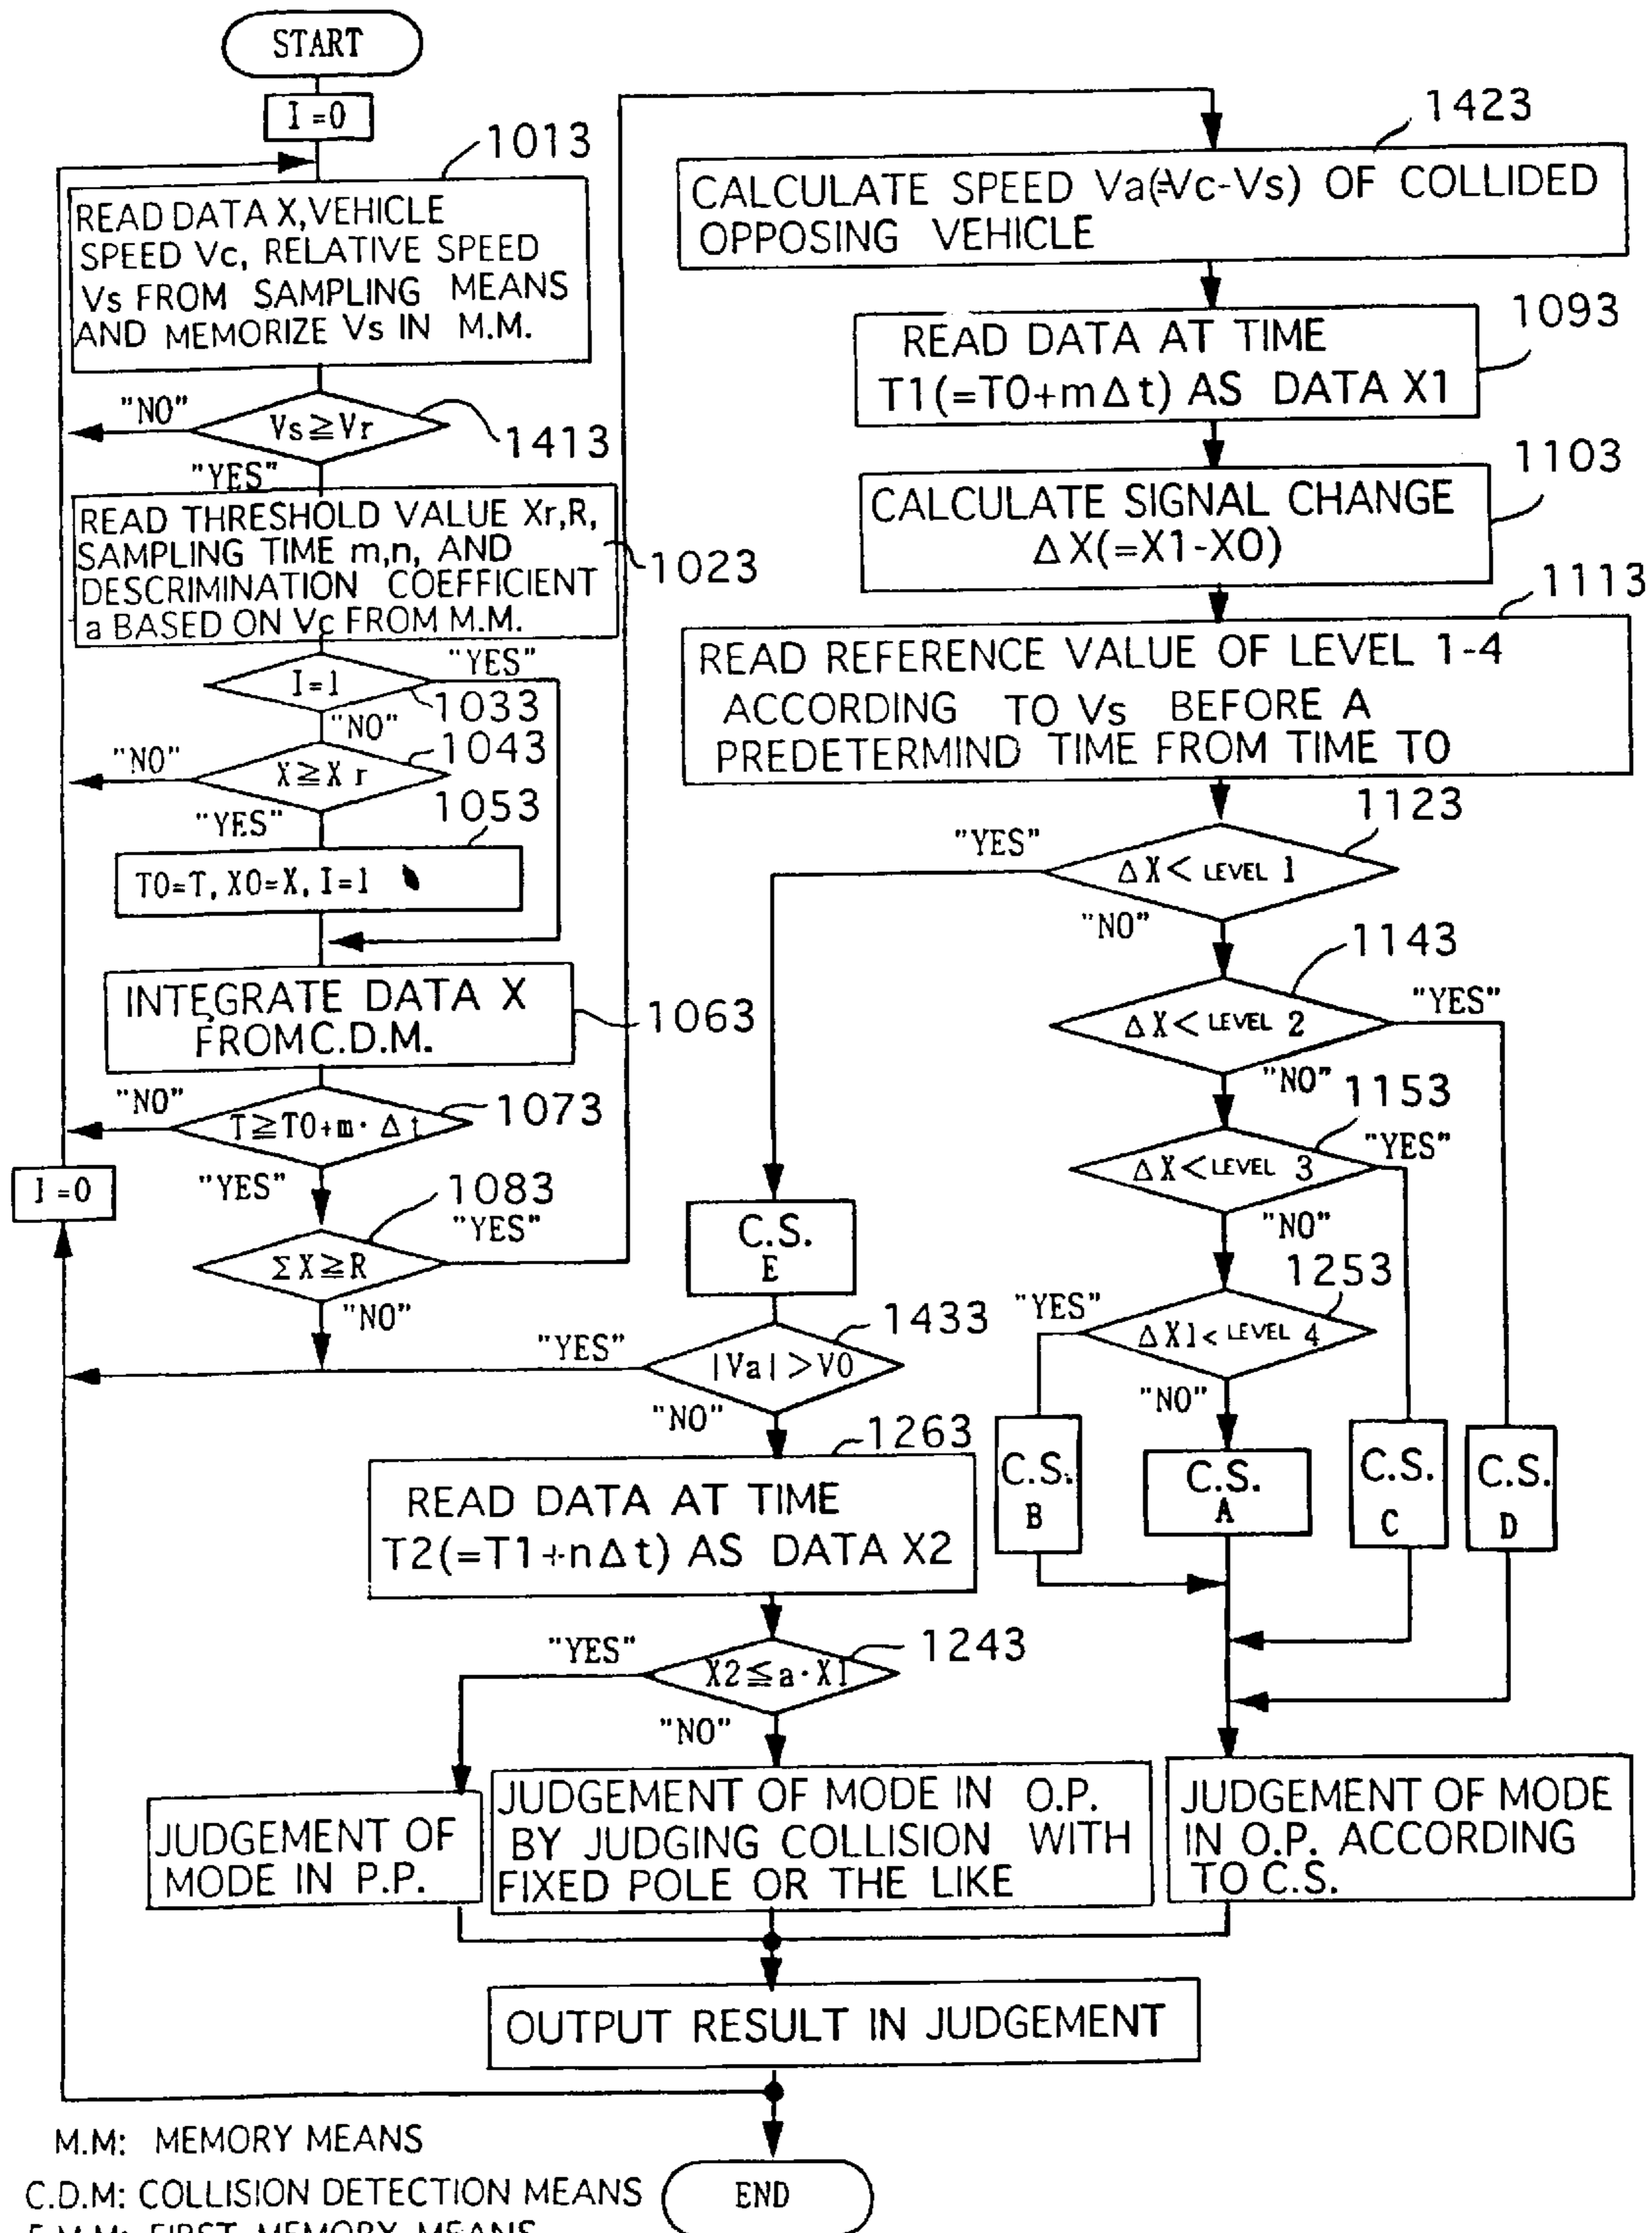 START
I=0
1013
READ DATA X, VEHICLE
SPEED Vc, RELATIVE SPEED
Vs FROM SAMPLING MEANS
AND MEMORIZE Vs IN M.M.
"NO"
Vs≧Vr
1413
"YES"
READ THRESHOLD VALUE Xr,R,
SAMPLING TIME m,n, AND
DESCRIMINATION COEFFICIENT
a BASED ON Vc FROM M.M.
1023
I=1
"YES"
1033
"NO"
"NO"
X≧Xr
1043
"YES"
1053
T0=T, X0=X, I=1
INTEGRATE DATA X
FROM C.D.M.
1063
"NO"
T≧T0+m·Δt
1073
"YES"
I=0
1083
"YES"
ΣX≧R
"NO"
1423
CALCULATE SPEED Va(=Vc-Vs) OF COLLIDED
OPPOSING VEHICLE
1093
READ DATA AT TIME
T1(=T0+mΔt) AS DATA X1
1103
CALCULATE SIGNAL CHANGE
ΔX(=X1-X0)
1113
READ REFERENCE VALUE OF LEVEL 1-4
ACCORDING TO Vs BEFORE A
PREDETERMIND TIME FROM TIME T0
1123
"YES"
ΔX< LEVEL 1
"NO"
1143
ΔX< LEVEL 2
"YES"
"NO"
1153
ΔX< LEVEL 3
"YES"
"NO"
1253
"YES"
ΔX1< LEVEL 4
"NO"
C.S.
E
1433
"YES"
|Va|>V0
"NO"
C.S.
B
C.S.
A
C.S.
C
C.S.
D
1263
READ DATA AT TIME
T2(=T1+nΔt) AS DATA X2
1243
"YES"
X2≦a·X1
"NO"
JUDGEMENT OF
MODE IN P.P.
JUDGEMENT OF MODE IN O.P.
BY JUDGING COLLISION WITH
FIXED POLE OR THE LIKE
JUDGEMENT OF MODE
IN O.P. ACCORDING
TO C.S.
OUTPUT RESULT IN JUDGEMENT
END
M.M: MEMORY MEANS
C.D.M: COLLISION DETECTION MEANS
F.M.M: FIRST MEMORY MEANS